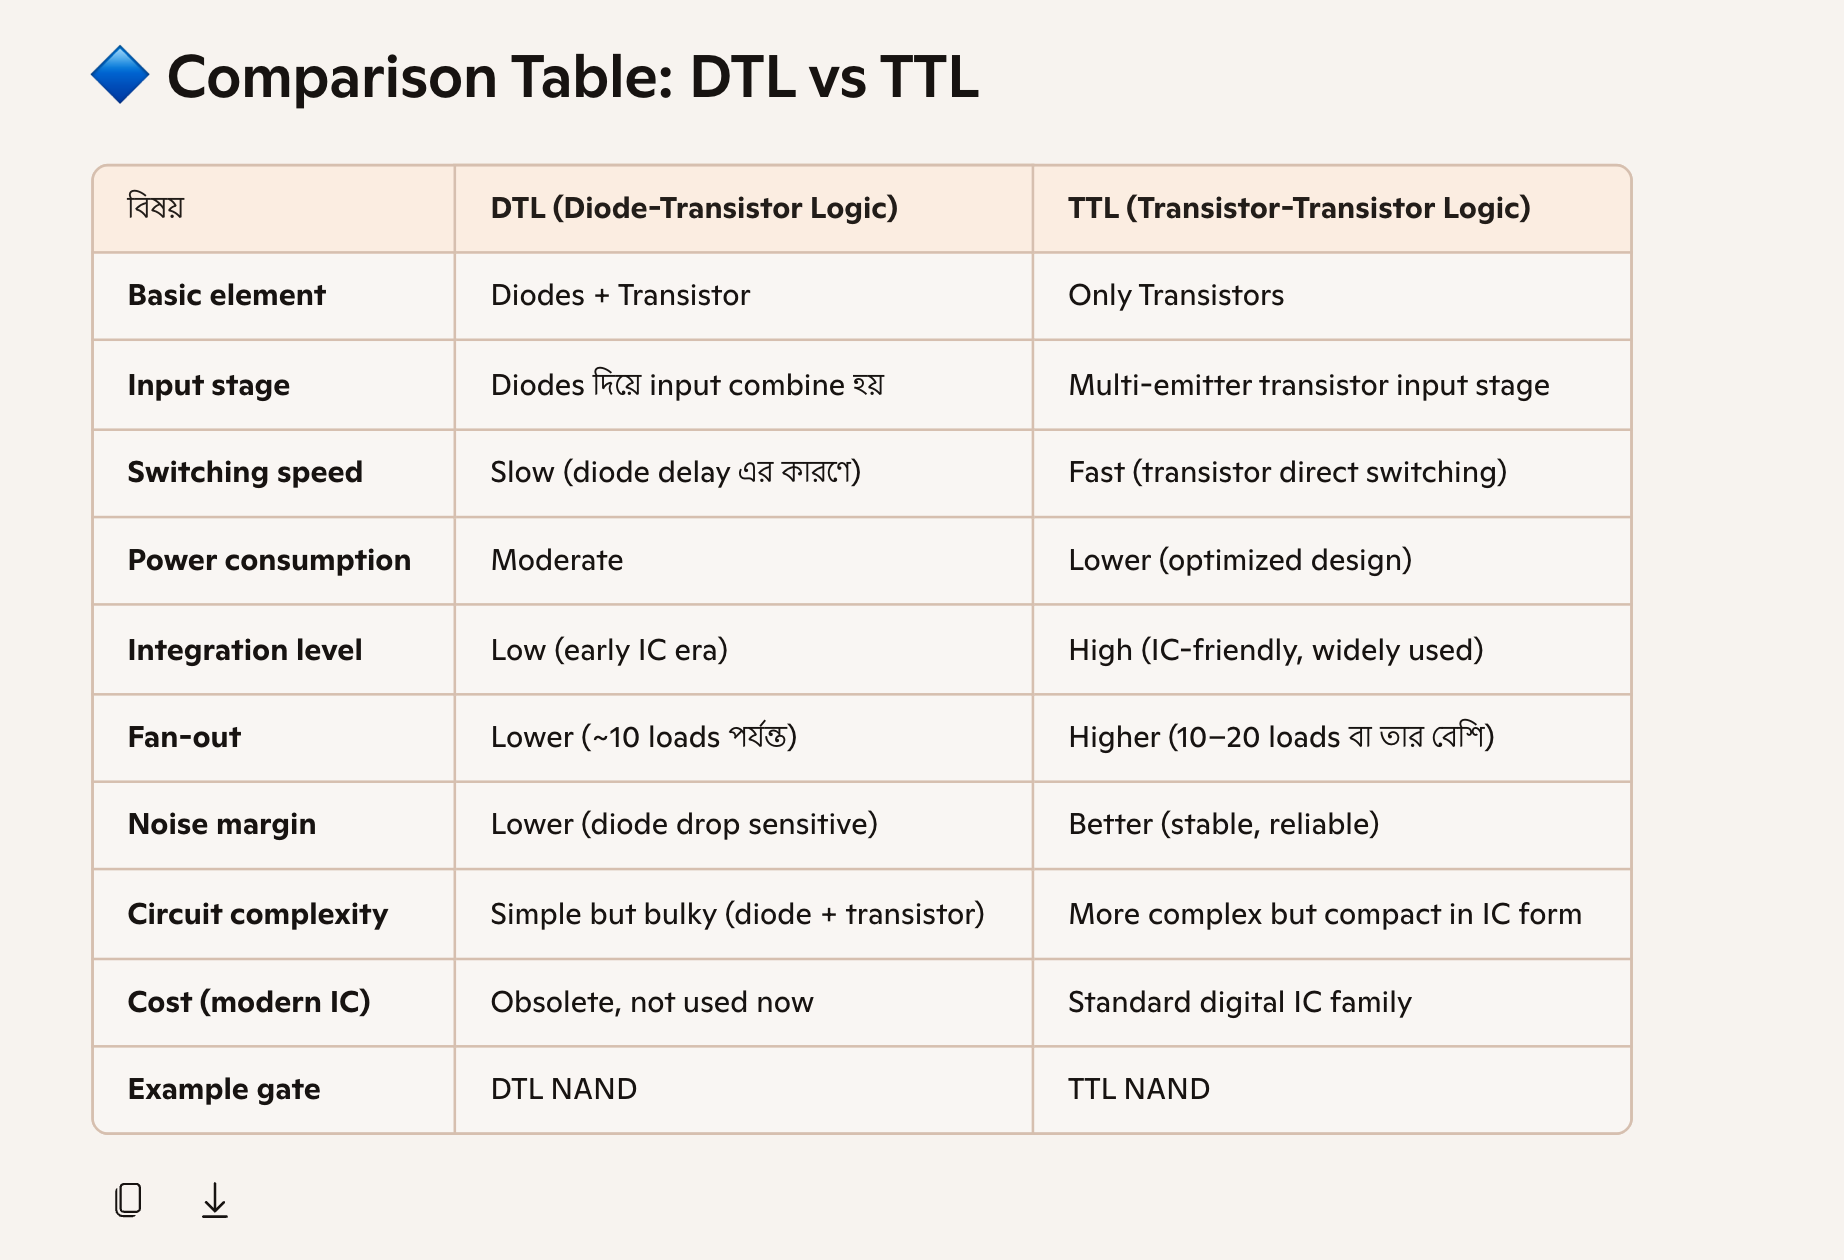 🔷 Comparison Table: DTL vs TTL
বিষয় DTL (Diode-Transistor Logic) TTL (Transistor-Transistor Logic)
Basic element Diodes + Transistor Only Transistors
Input stage Diodes দিয়ে input combine হয় Multi-emitter transistor input stage
Switching speed Slow (diode delay এর কারণে) Fast (transistor direct switching)
Power consumption Moderate Lower (optimized design)
Integration level Low (early IC era) High (IC-friendly, widely used)
Fan-out Lower (~10 loads পর্যন্ত) Higher (10–20 loads বা তার বেশি)
Noise margin Lower (diode drop sensitive) Better (stable, reliable)
Circuit complexity Simple but bulky (diode + transistor) More complex but compact in IC form
Cost (modern IC) Obsolete, not used now Standard digital IC family
Example gate DTL NAND TTL NAND